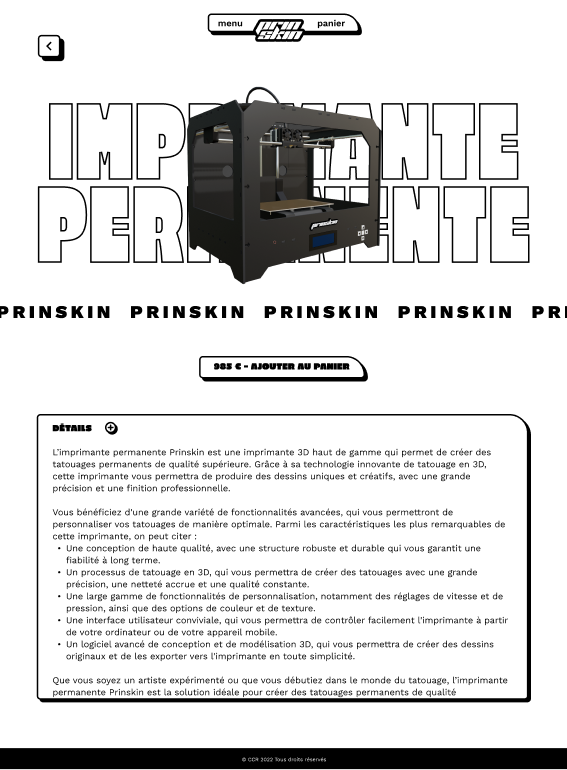 menu
prin
skin
panier
IMPRIMANTE
PERMANENTE
prinskin
PRINSKIN PRINSKIN PRINSKIN PRINSKIN PRI
985 € - AJOUTER AU PANIER
DÉTAILS
L'imprimante permanente Prinskin est une imprimante 3D haut de gamme qui permet de créer des
tatouages permanents de qualité supérieure. Grâce à sa technologie innovante de tatouage en 3D,
cette imprimante vous permettra de produire des dessins uniques et créatifs, avec une grande
précision et une finition professionnelle.
Vous bénéficiez d'une grande variété de fonctionnalités avancées, qui vous permettront de
personnaliser vos tatouages de manière optimale. Parmi les caractéristiques les plus remarquables de
cette imprimante, on peut citer :
• Une conception de haute qualité, avec une structure robuste et durable qui vous garantit une
fiabilité à long terme.
• Un processus de tatouage en 3D, qui vous permettra de créer des tatouages avec une grande
précision, une netteté accrue et une qualité constante.
• Une large gamme de fonctionnalités de personnalisation, notamment des réglages de vitesse et de
pression, ainsi que des options de couleur et de texture.
• Une interface utilisateur conviviale, qui vous permettra de contrôler facilement l'imprimante à partir
de votre ordinateur ou de votre appareil mobile.
• Un logiciel avancé de conception et de modélisation 3D, qui vous permettra de créer des dessins
originaux et de les exporter vers l'imprimante en toute simplicité.
Que vous soyez un artiste expérimenté ou que vous débutiez dans le monde du tatouage, l'imprimante
permanente Prinskin est la solution idéale pour créer des tatouages permanents de qualité
© CCR 2022 Tous droits réservés